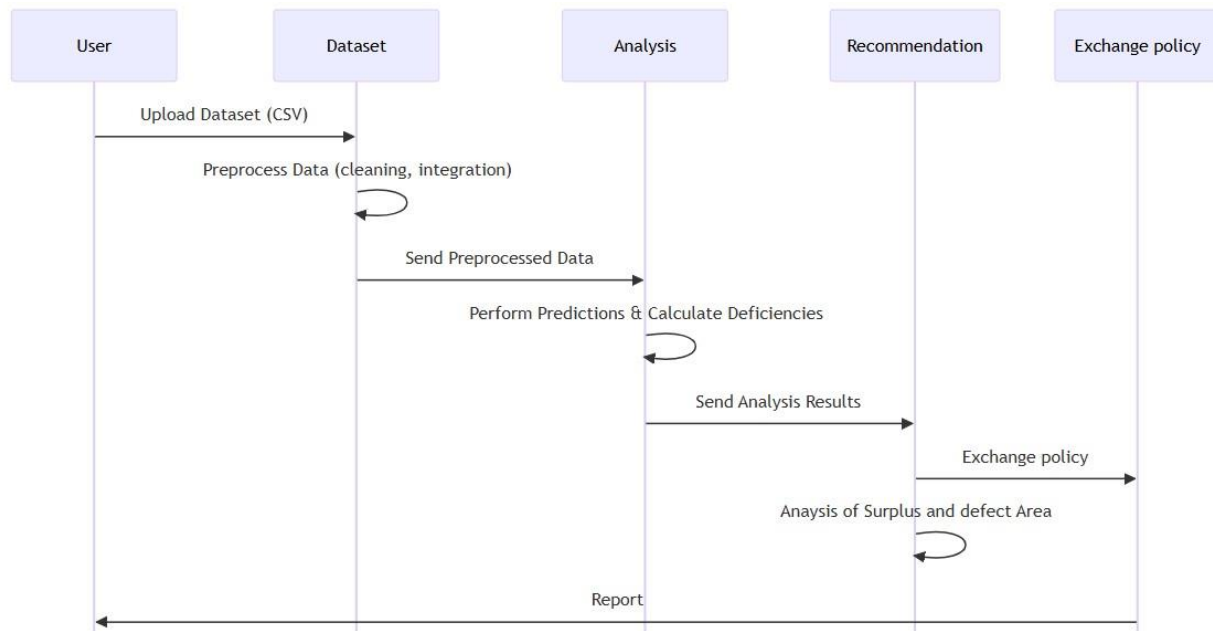 User
Dataset
Analysis
Recommendation
Exchange policy
Upload Dataset (CSV)
Preprocess Data (cleaning, integration)
Send Preprocessed Data
Perform Predictions & Calculate Deficiencies
Send Analysis Results
Exchange policy
Anaysis of Surplus and defect Area
Report